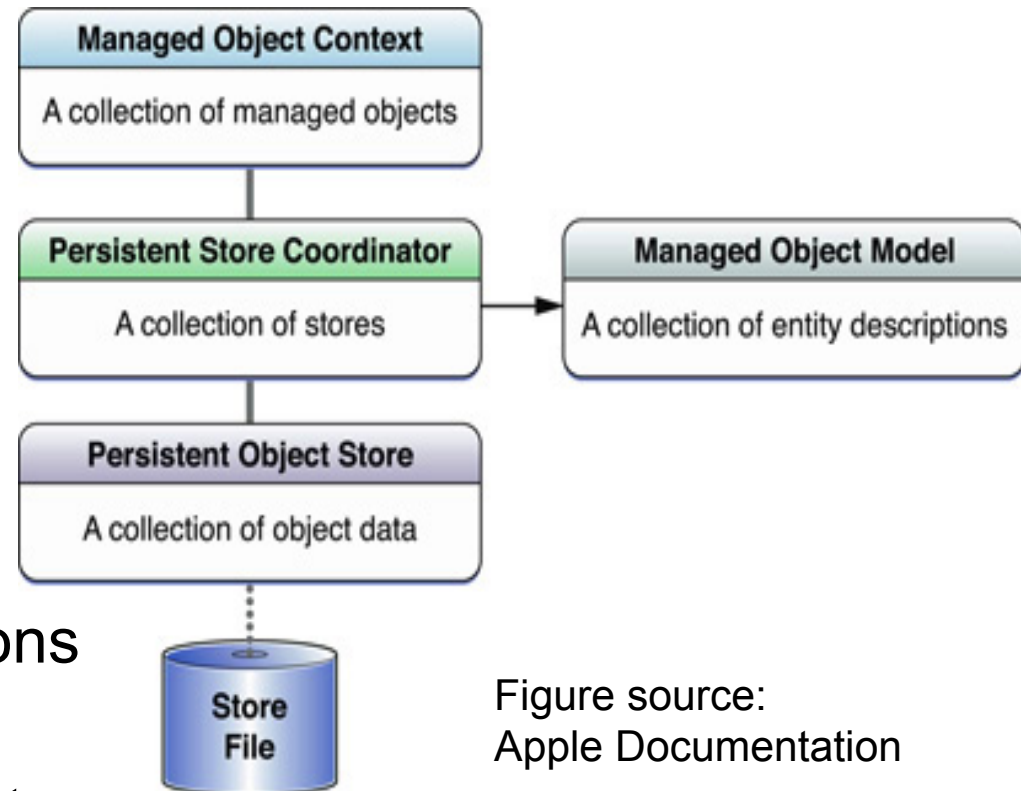 Managed Object Context
A collection of managed objects
Persistent Store Coordinator
A collection of stores
Managed Object Model
A collection of entity descriptions
Persistent Object Store
A collection of object data
ons
Store
File
Figure source:
Apple Documentation